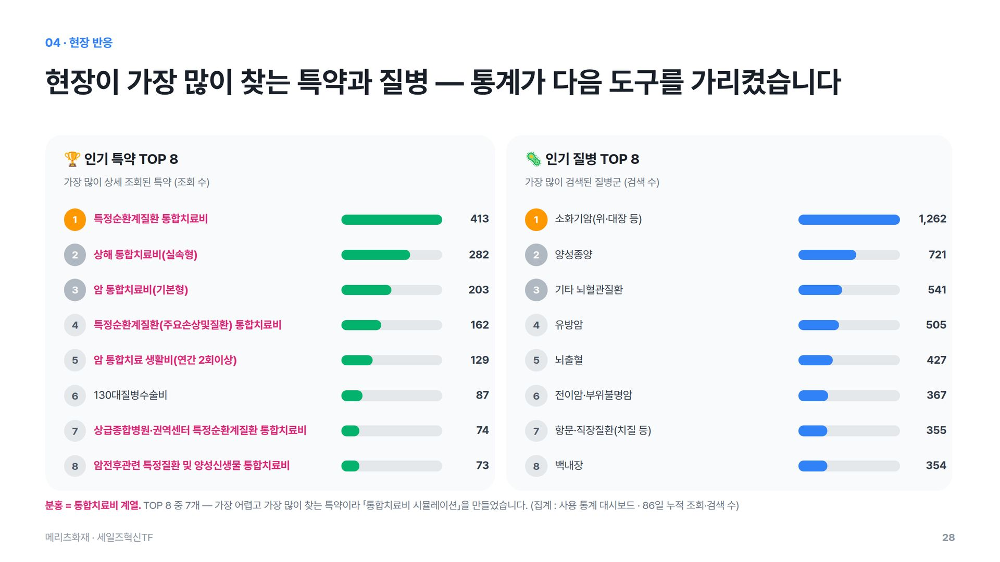 04 · 현장 반응
현장이 가장 많이 찾는 특약과 질병 — 통계가 다음 도구를 가리켰습니다
🏆 인기 특약 TOP 8
가장 많이 상세 조회된 특약 (조회 수)
1 특정순환계질환 통합치료비 413
2 상해 통합치료비(실속형) 282
3 암 통합치료비(기본형) 203
4 특정순환계질환(주요손상및질환) 통합치료비 162
5 암 통합치료 생활비(연간 2회이상) 129
6 130대질병수술비 87
7 상급종합병원·권역센터 특정순환계질환 통합치료비 74
8 암전후관련 특정질환 및 양성신생물 통합치료비 73
🦠 인기 질병 TOP 8
가장 많이 검색된 질병군 (검색 수)
1 소화기암(위·대장 등) 1,262
2 양성종양 721
3 기타 뇌혈관질환 541
4 유방암 505
5 뇌출혈 427
6 전이암·부위불명암 367
7 항문·직장질환(치질 등) 355
8 백내장 354
분홍 = 통합치료비 계열. TOP 8 중 7개 — 가장 어렵고 가장 많이 찾는 특약이라 「통합치료비 시뮬레이션」을 만들었습니다. (집계 : 사용 통계 대시보드 · 86일 누적 조회·검색 수)
메리츠화재 · 세일즈혁신TF
28